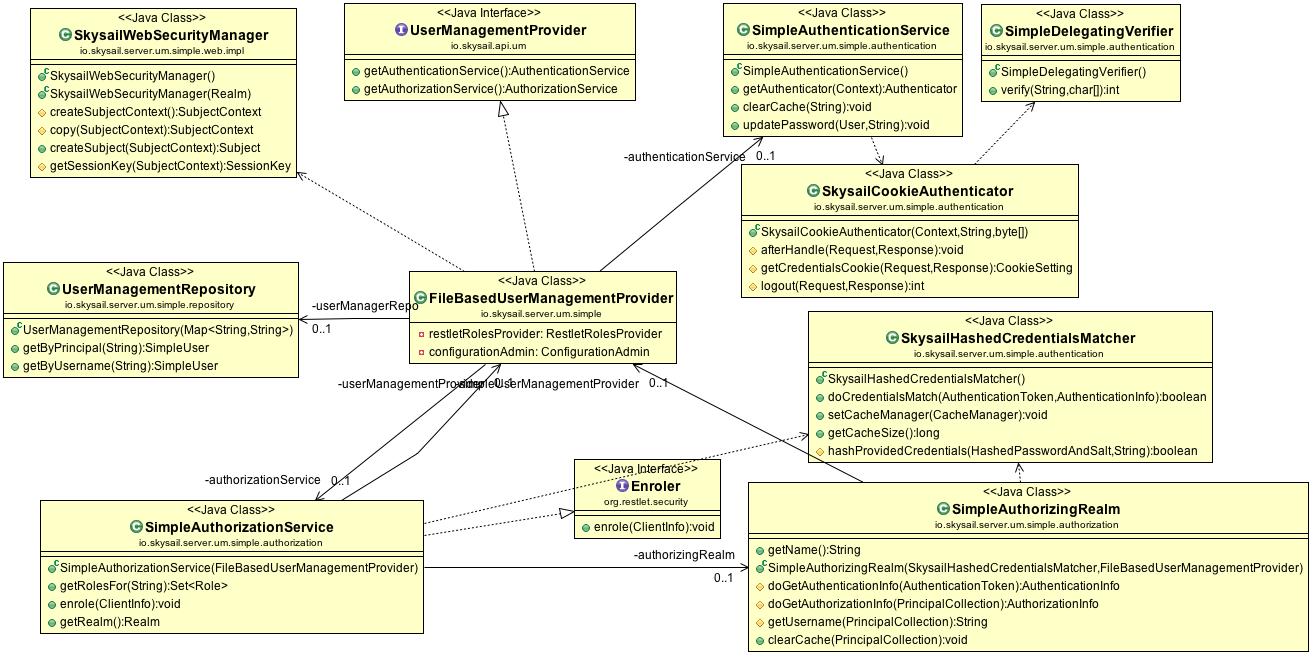 <<Java Class>>
SkysailWebSecurityManager
io.skysail.server.um.simple.web.impl
SkysailWebSecurityManager()
SkysailWebSecurityManager(Realm)
createSubjectContext():SubjectContext
copy(SubjectContext):SubjectContext
createSubject(SubjectContext):Subject
getSessionKey(SubjectContext):SessionKey
<<Java Interface>>
UserManagementProvider
io.skysail.api.um
getAuthenticationService():AuthenticationService
getAuthorizationService():AuthorizationService
<<Java Class>>
SimpleAuthenticationService
io.skysail.server.um.simple.authentication
SimpleAuthenticationService()
getAuthenticator(Context):Authenticator
clearCache(String):void
updatePassword(User,String):void
<<Java Class>>
SimpleDelegatingVerifier
io.skysail.server.um.simple.authentication
SimpleDelegatingVerifier()
verify(String,char[]):int
-authenticationService 0..1
<<Java Class>>
SkysailCookieAuthenticator
io.skysail.server.um.simple.authentication
SkysailCookieAuthenticator(Context,String,byte[])
afterHandle(Request,Response):void
getCredentialsCookie(Request,Response):CookieSetting
logout(Request,Response):int
<<Java Class>>
UserManagementRepository
io.skysail.server.um.simple.repository
UserManagementRepository(Map<String,String>)
getByPrincipal(String):SimpleUser
getByUsername(String):SimpleUser
-userManagerRepo
0..1
<<Java Class>>
FileBasedUserManagementProvider
io.skysail.server.um.simple
restletRolesProvider: RestletRolesProvider
configurationAdmin: ConfigurationAdmin
<<Java Class>>
SkysailHashedCredentialsMatcher
io.skysail.server.um.simple.authentication
SkysailHashedCredentialsMatcher()
doCredentialsMatch(AuthenticationToken,AuthenticationInfo):boolean
setCacheManager(CacheManager):void
getCacheSize():long
hashProvidedCredentials(HashedPasswordAndSalt,String):boolean
-userManagementProvider 0..1
-simpleUserManagementProvider 0..1
-authorizationService 0..1
<<Java Interface>>
Enroler
org.restlet.security
enrole(ClientInfo):void
<<Java Class>>
SimpleAuthorizationService
io.skysail.server.um.simple.authorization
SimpleAuthorizationService(FileBasedUserManagementProvider)
getRolesFor(String):Set<Role>
enrole(ClientInfo):void
getRealm():Realm
-authorizingRealm
0..1
<<Java Class>>
SimpleAuthorizingRealm
io.skysail.server.um.simple.authorization
getName():String
SimpleAuthorizingRealm(SkysailHashedCredentialsMatcher,FileBasedUserManagementProvider)
doGetAuthenticationInfo(AuthenticationToken):AuthenticationInfo
doGetAuthorizationInfo(PrincipalCollection):AuthorizationInfo
getUsername(PrincipalCollection):String
clearCache(PrincipalCollection):void